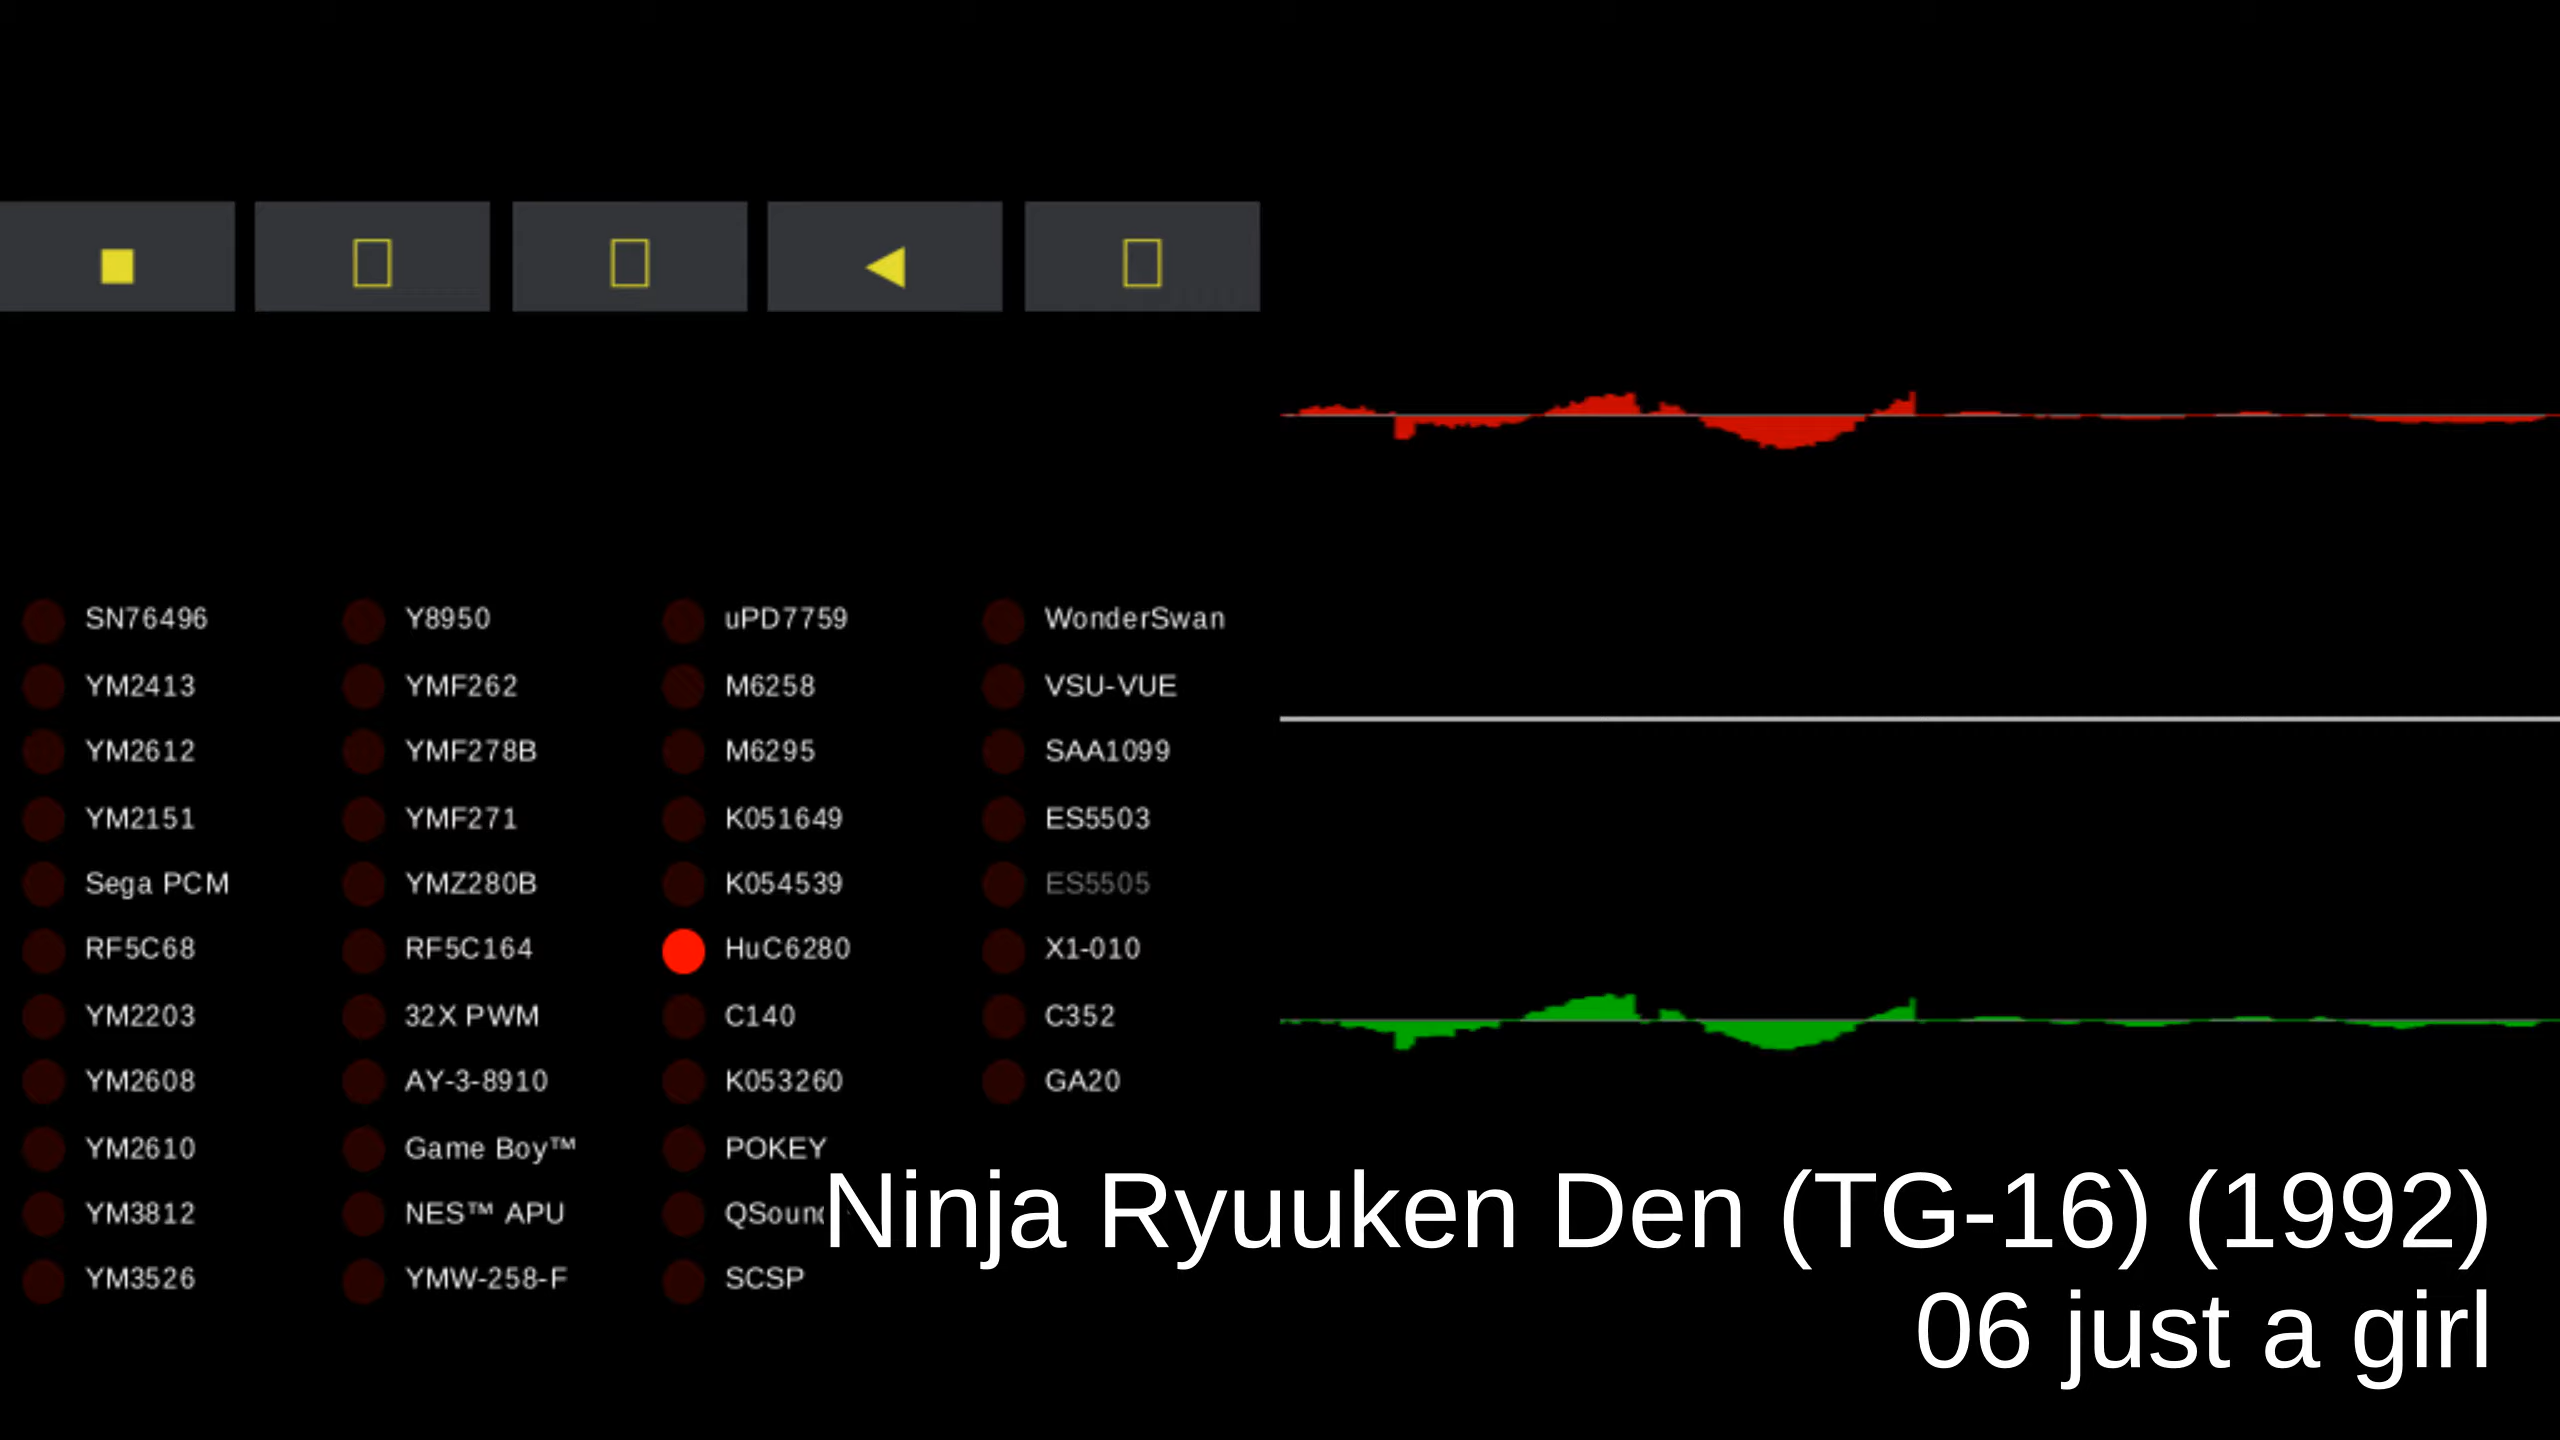 SN76496
YM2413
YM2612
YM2151
Sega PCM
RF5C68
YM2203
YM2608
YM2610
YM3812
YM3526
Y8950
YMF262
YMF278B
YMF271
YMZ280B
RF5C164
32X PWM
AY-3-8910
Game Boy™
NES™ APU
YMW-258-F
uPD7759
M6258
M6295
K051649
K054539
HuC6280
C140
K053260
POKEY
QSound
SCSP
WonderSwan
VSU-VUE
SAA1099
ES5503
ES5505
X1-010
C352
GA20
Ninja Ryuuken Den (TG-16) (1992)
06 just a girl